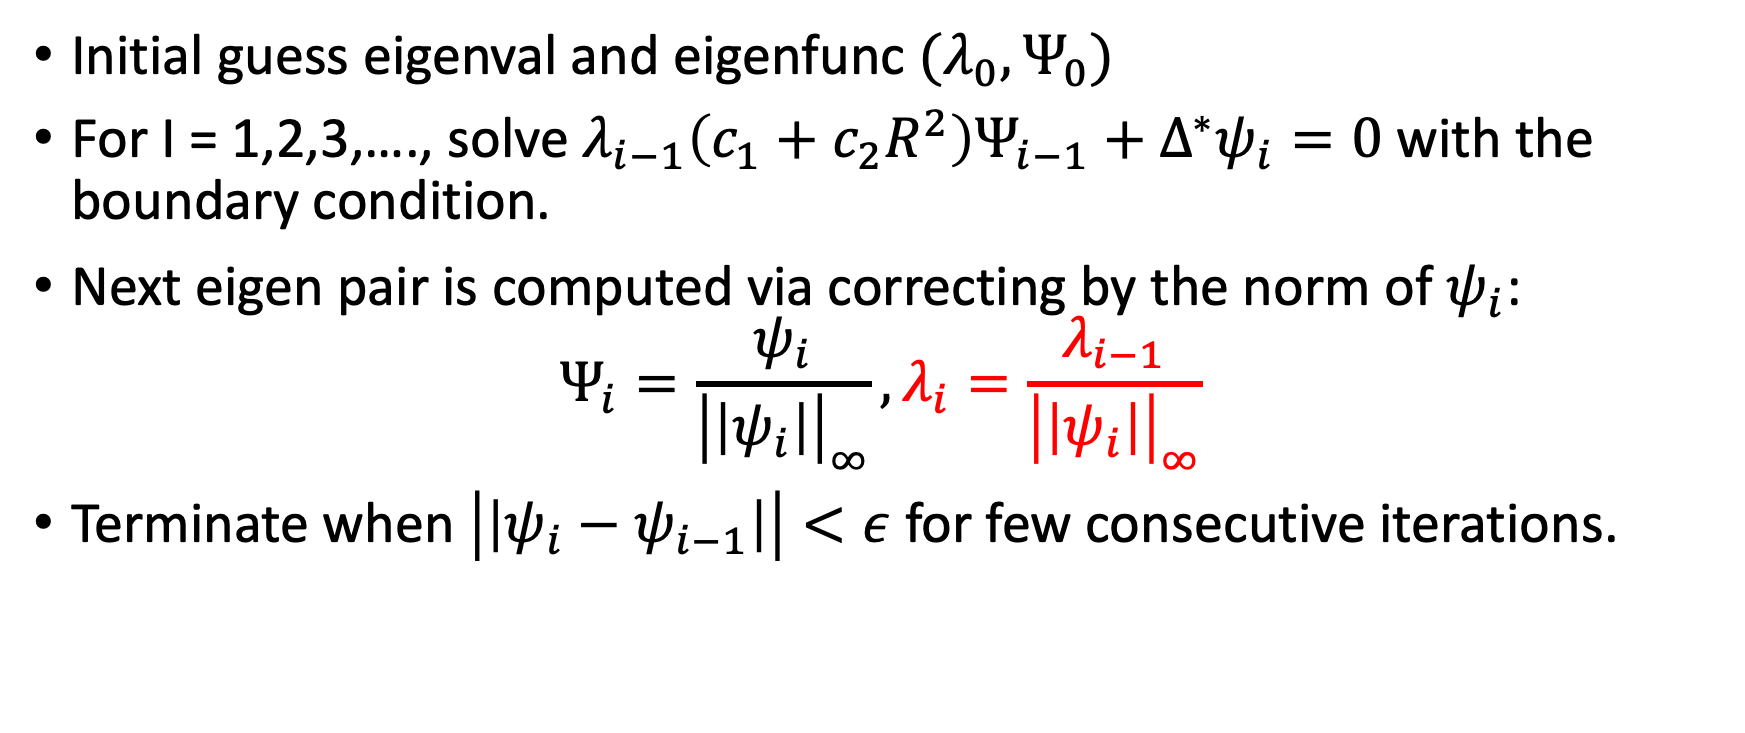 • Initial guess eigenval and eigenfunc (λ₀, Ψ₀)
• For I = 1,2,3,…., solve λᵢ₋₁(c₁ + c₂R²)Ψᵢ₋₁ + Δ*ψᵢ = 0 with the
boundary condition.
• Next eigen pair is computed via correcting by the norm of ψᵢ:
Ψᵢ = ψᵢ / ||ψᵢ||∞ , λᵢ = λᵢ₋₁ / ||ψᵢ||∞
• Terminate when ||ψᵢ − ψᵢ₋₁|| < ϵ for few consecutive iterations.